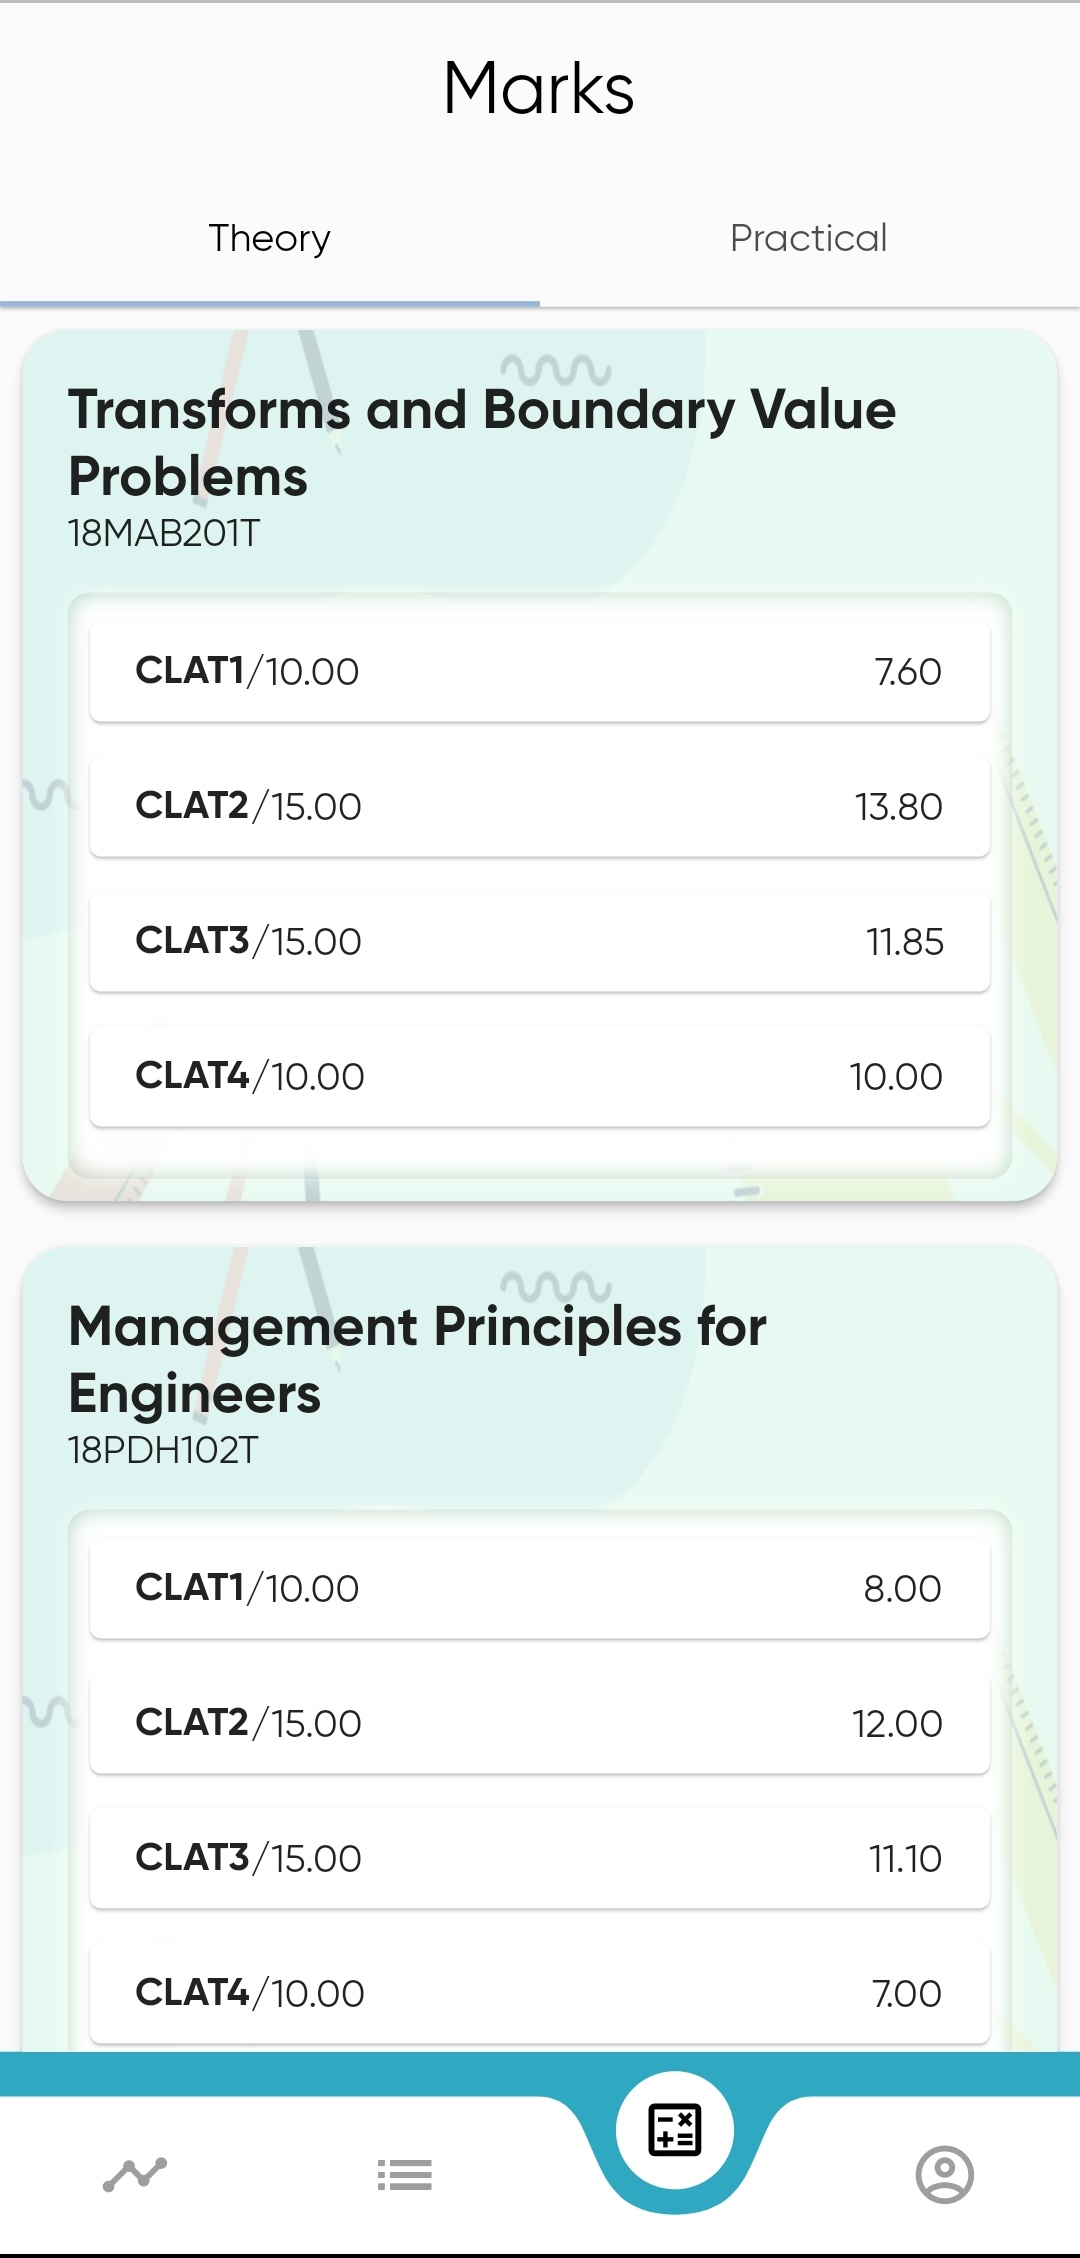 Marks
Theory
Practical
Transforms and Boundary Value
Problems
18MAB201T
CLAT1/10.00 7.60
CLAT2/15.00 13.80
CLAT3/15.00 11.85
CLAT4/10.00 10.00
Management Principles for
Engineers
18PDH102T
CLAT1/10.00 8.00
CLAT2/15.00 12.00
CLAT3/15.00 11.10
CLAT4/10.00 7.00